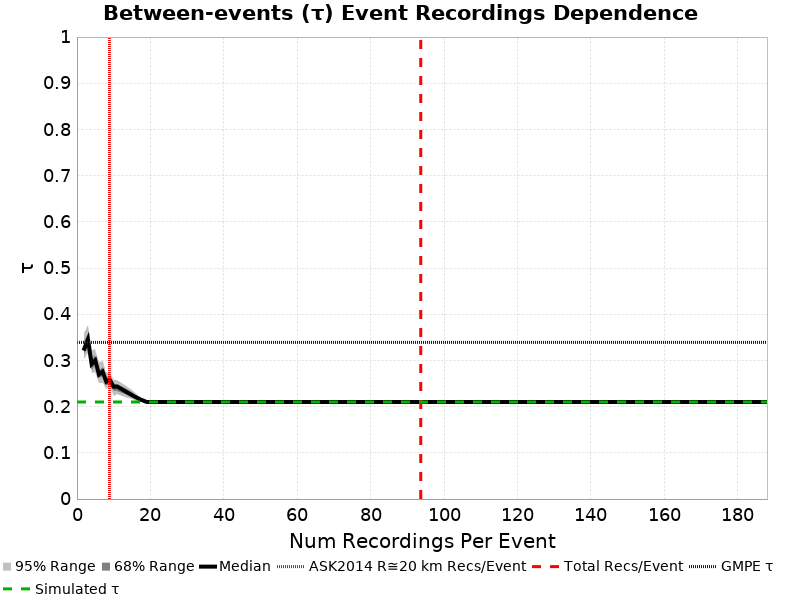 Between-events (τ) Event Recordings Dependence
1
0.9
0.8
0.7
0.6
0.5
0.4
0.3
0.2
0.1
0
τ
0 20 40 60 80 100 120 140 160 180
Num Recordings Per Event
95% Range 68% Range Median ASK2014 R≅20 km Recs/Event Total Recs/Event GMPE τ
Simulated τ